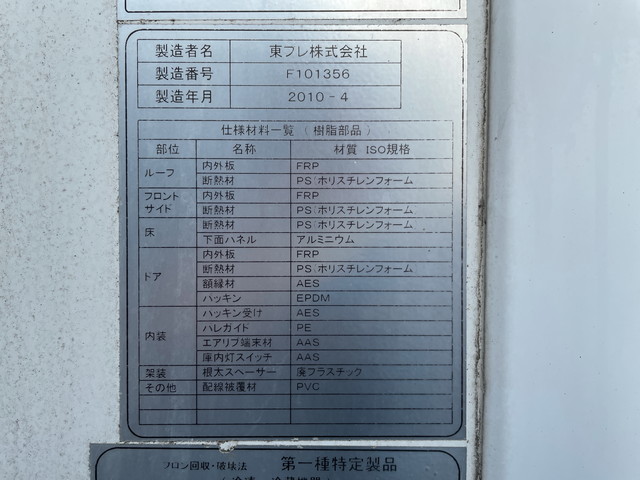 製造者名 東フレ株式会社
製造番号 F101356
製造年月 2010-4
仕様材料一覧（樹脂部品）
部位 名称 材質 ISO規格
ルーフ 内外板 FRP
断熱材 PS:ホリスチレンフォーム
フロント サイド 内外板 FRP
断熱材 PS:ホリスチレンフォーム
床 断熱材 PS:ホリスチレンフォーム
下面ハネル アルミニウム
ドア 内外板 FRP
断熱材 PS:ホリスチレンフォーム
額縁材 AES
ハッキン EPDM
内装 ハッキン受け AES
ハレガイド PE
エアリブ端末材 AAS
庫内灯スイッチ AAS
架装 根太スヘーサー 廃フラスチック
その他 配線被覆材 PVC
フロン回収・破壊法 第一種特定製品